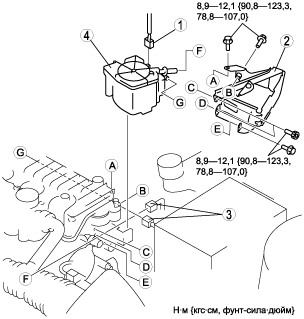 8,9—12,1 {90,8—123,3,
78,8—107,0}
1
2
4
F
A
B
C
D
E
G
8,9—12,1 {90,8—123,3,
78,8—107,0}
G
A
B
3
C
D
E
F
Н·м {кгс·см, фунт-сила·дюйм}